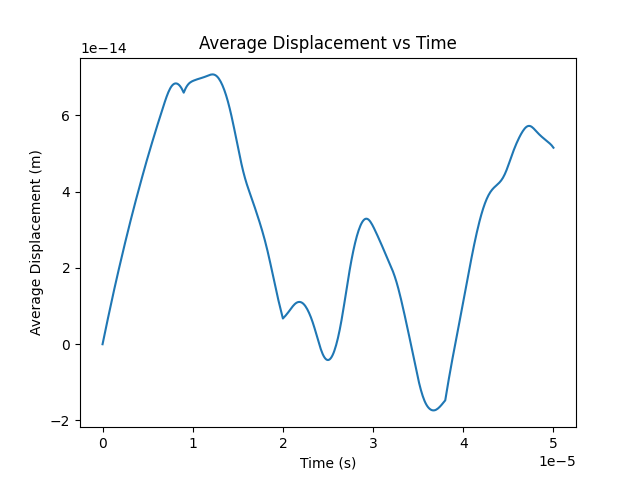 Average Displacement vs Time
1e−14
6
4
2
0
−2
Average Displacement (m)
0
1
2
3
4
5
1e−5
Time (s)